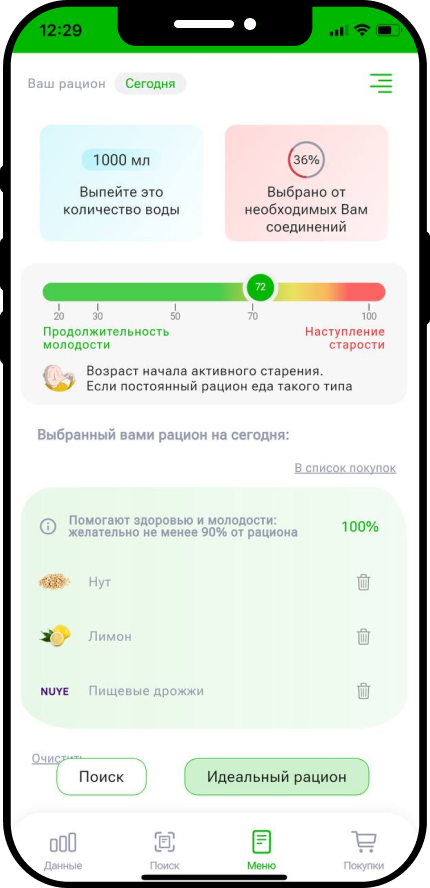 12:29
Ваш рацион Сегодня
1000 мл
Выпейте это
количество воды
36%
Выбрано от
необходимых Вам
соединений
72
20 30 50 70 100
Продолжительность
молодости
Наступление
старости
Возраст начала активного старения.
Если постоянный рацион еда такого типа
Выбранный вами рацион на сегодня:
В список покупок
Помогают здоровью и молодости:
желательно не менее 90% от рациона
100%
Нут
Лимон
NUYE Пищевые дрожжи
Очистить
Поиск Идеальный рацион
Данные Поиск Меню Покупки